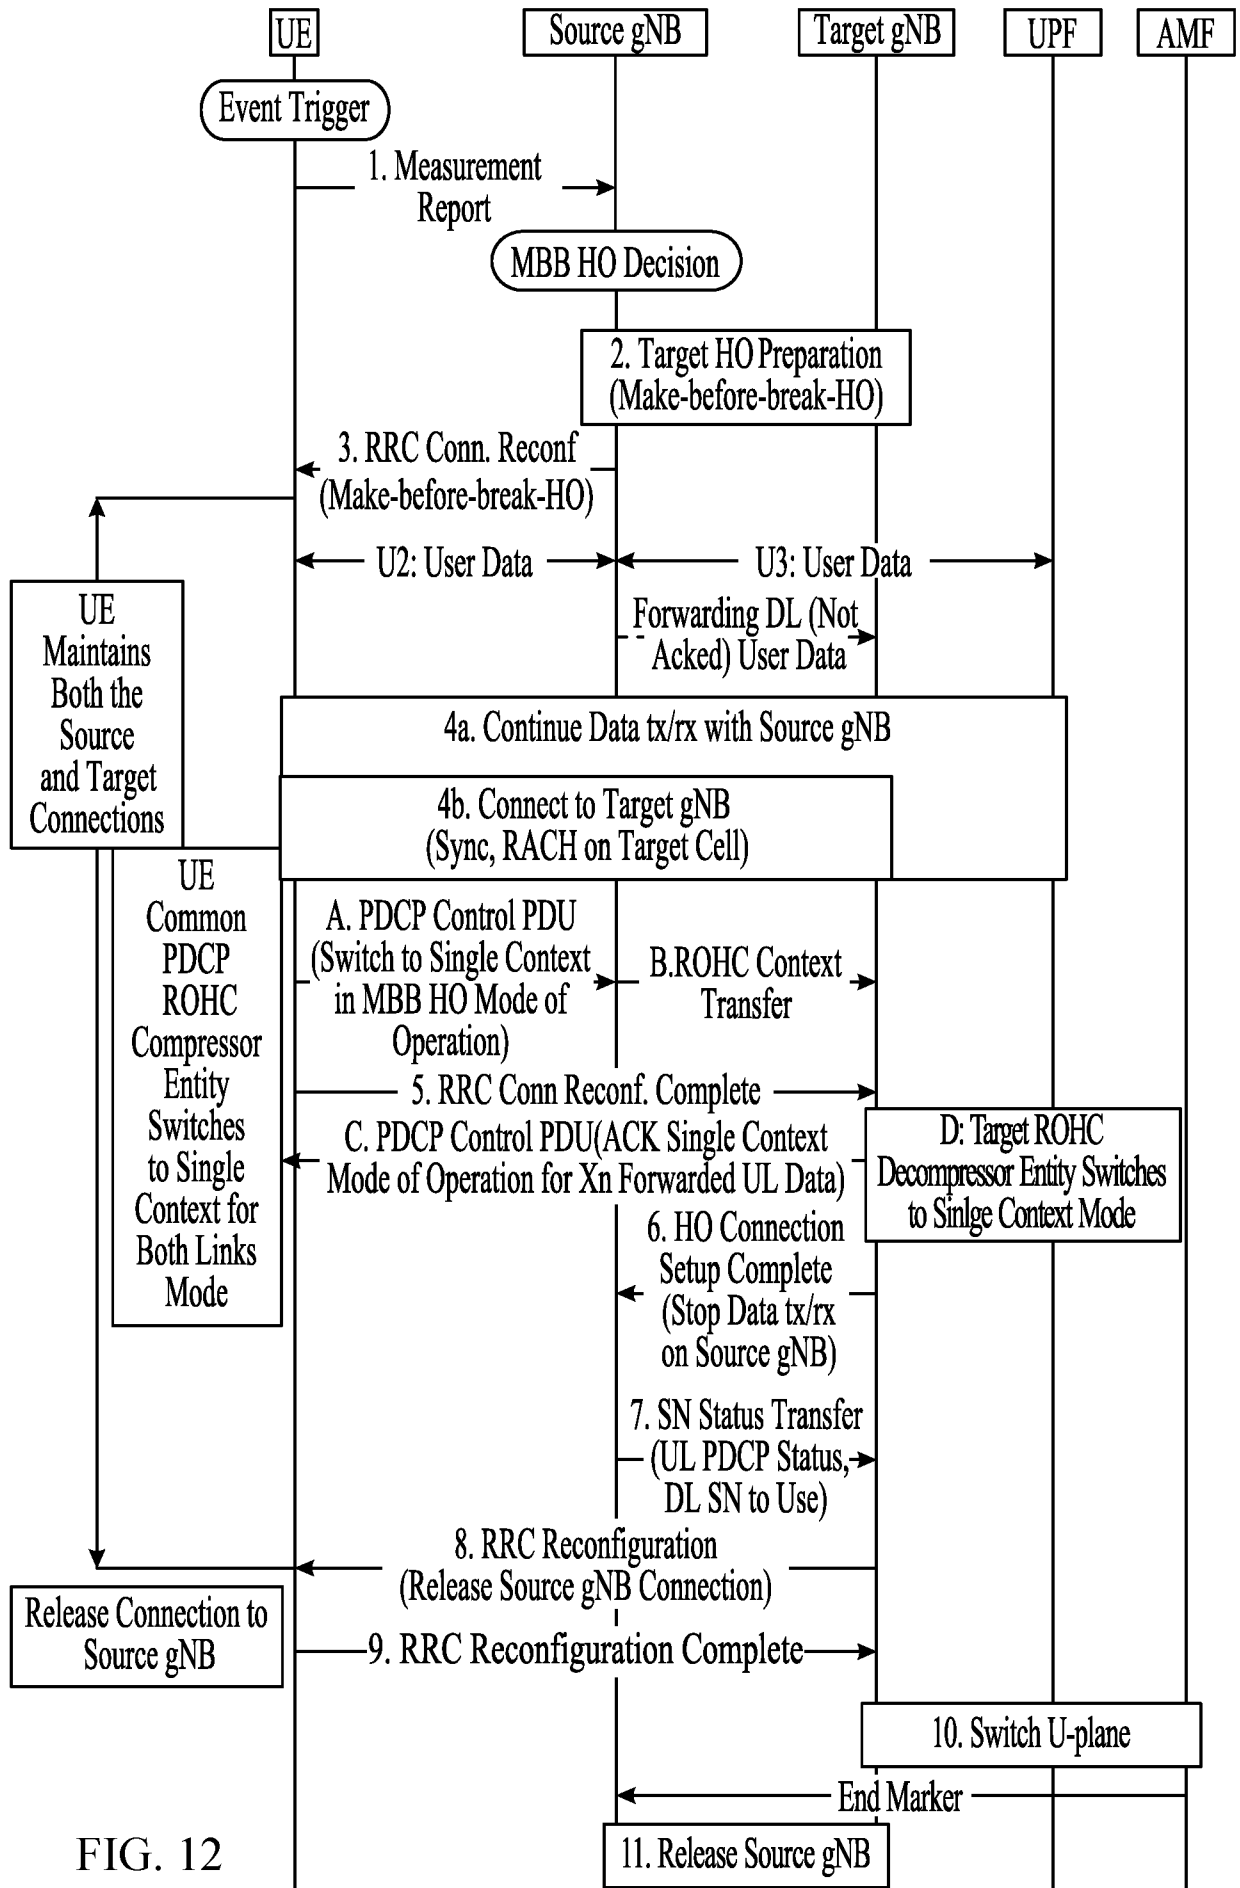 UE
Source gNB
Target gNB
UPF
AMF
Event Trigger
1. Measurement
Report
MBB HO Decision
2. Target HO Preparation
(Make-before-break-HO)
3. RRC Conn. Reconf
(Make-before-break-HO)
U2: User Data
U3: User Data
Forwarding DL (Not
Acked) User Data
UE
Maintains
Both the
Source
and Target
Connections
4a. Continue Data tx/rx with Source gNB
4b. Connect to Target gNB
(Sync, RACH on Target Cell)
UE
Common
PDCP
ROHC
Compressor
Entity
Switches
to Single
Context for
Both Links
Mode
A. PDCP Control PDU
(Switch to Single Context
in MBB HO Mode of
Operation)
B.ROHC Context
Transfer
5. RRC Conn Reconf. Complete
C. PDCP Control PDU(ACK Single Context
Mode of Operation for Xn Forwarded UL Data)
D: Target ROHC
Decompressor Entity Switches
to Sinlge Context Mode
6. HO Connection
Setup Complete
(Stop Data tx/rx
on Source gNB)
7. SN Status Transfer
(UL PDCP Status,
DL SN to Use)
8. RRC Reconfiguration
(Release Source gNB Connection)
Release Connection to
Source gNB
9. RRC Reconfiguration Complete
10. Switch U-plane
End Marker
11. Release Source gNB
FIG. 12